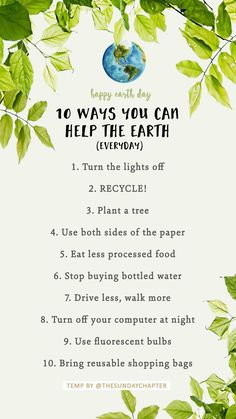 happy earth day
10 WAYS YOU CAN
HELP THE EARTH
(EVERYDAY)
1. Turn the lights off
2. RECYCLE!
3. Plant a tree
4. Use both sides of the paper
5. Eat less processed food
6. Stop buying bottled water
7. Drive less, walk more
8. Turn off your computer at night
9. Use fluorescent bulbs
10. Bring reusable shopping bags
TEMP BY @THESUNDAYCHAPTER